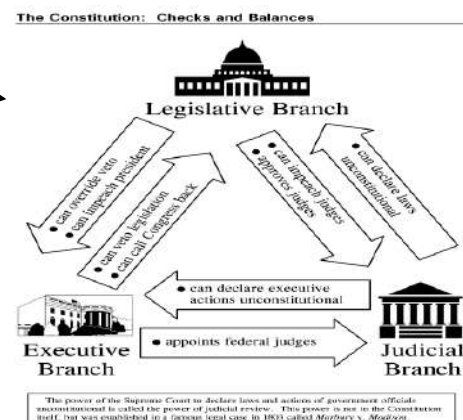 The Constitution: Checks and Balances
Legislative Branch
• can override veto
• can impeach president
• can veto legislation
• can call Congress back
• can impeach judges
• approves judges
• can declare laws
unconstitutional
• can declare executive
actions unconstitutional
• appoints federal judges
Executive
Branch
Judicial
Branch
The power of the Supreme Court to declare laws and actions of government officials
unconstitutional is called the power of judicial review. This power is not in the Constitution
itself, but was established in a famous legal case in 1803 called Marbury v. Madison.